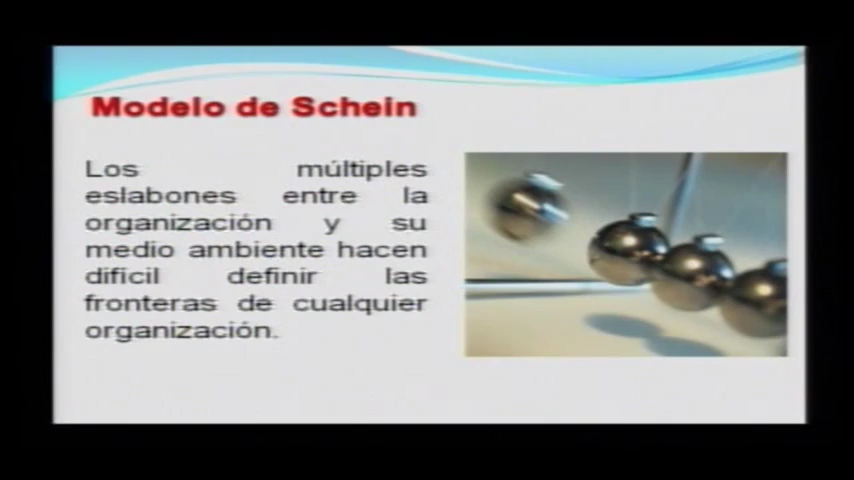 Modelo de Schein
Los múltiples
eslabones entre la
organización y su
medio ambiente hacen
difícil definir las
fronteras de cualquier
organización.